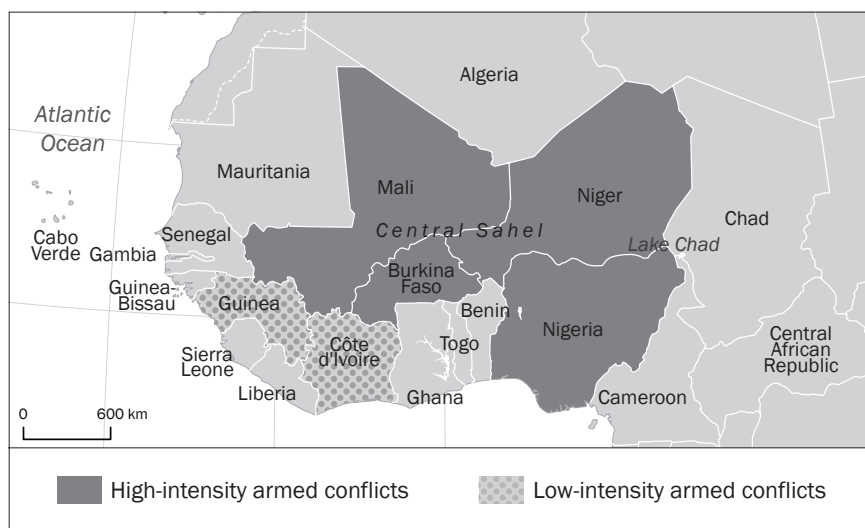 Algeria
Atlantic
Ocean
Mauritania
Mali
Niger
Chad
Central Sahel
Lake Chad
Cabo
Verde
Senegal
Gambia
Guinea-
Bissau
Guinea
Burkina
Faso
Benin
Nigeria
Togo
Côte
d'Ivoire
Sierra
Leone
Liberia
Ghana
Cameroon
Central
African
Republic
0 600 km
High-intensity armed conflicts
Low-intensity armed conflicts